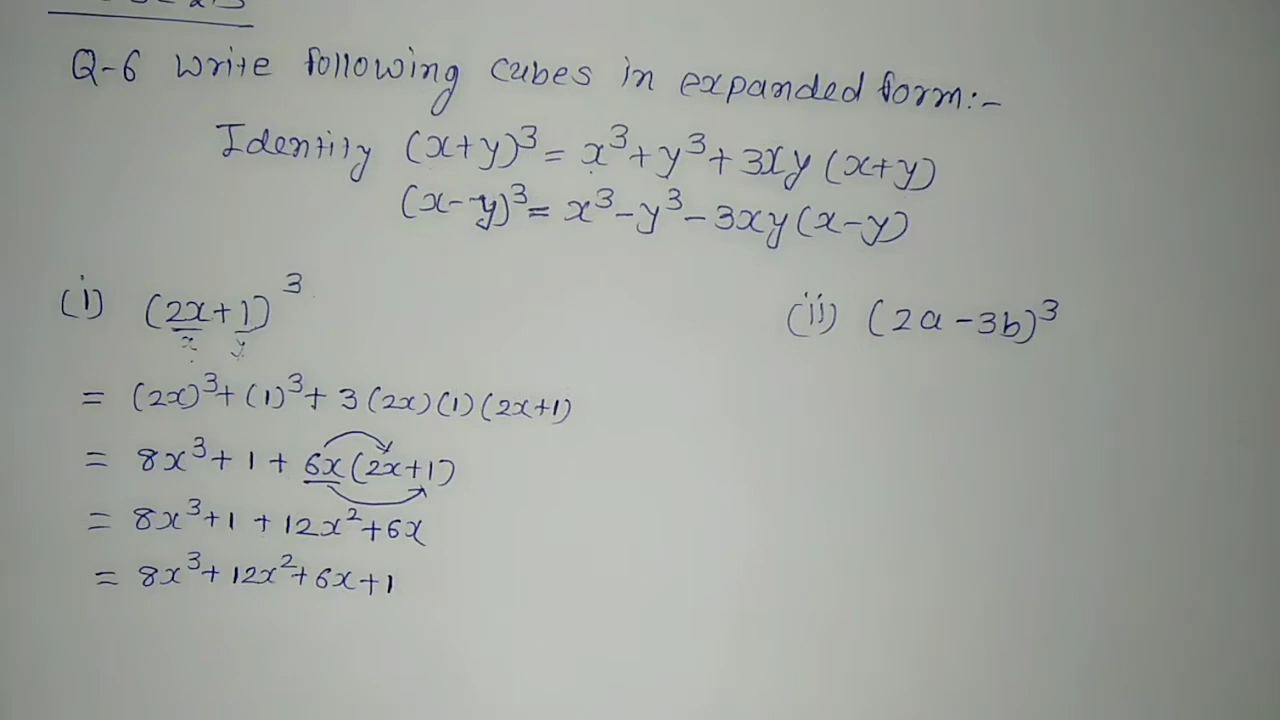 Q-6 Write following cubes in expanded form:-
Identity (x+y)³ = x³+y³+3xy(x+y)
(x-y)³ = x³-y³-3xy(x-y)
(i) (2x+1)³
x y
= (2x)³+(1)³+3(2x)(1)(2x+1)
= 8x³+1+6x(2x+1)
= 8x³+1+12x²+6x
= 8x³+12x²+6x+1
(ii) (2a-3b)³